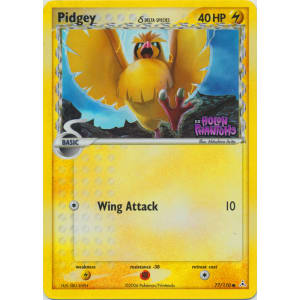 Pidgey δ DELTA SPECIES 40 HP
BASIC
EX HOLON PHANTOMS
Wing Attack 10
weakness resistance -30 retreat cost
©2006 Pokémon/Nintendo 77/110